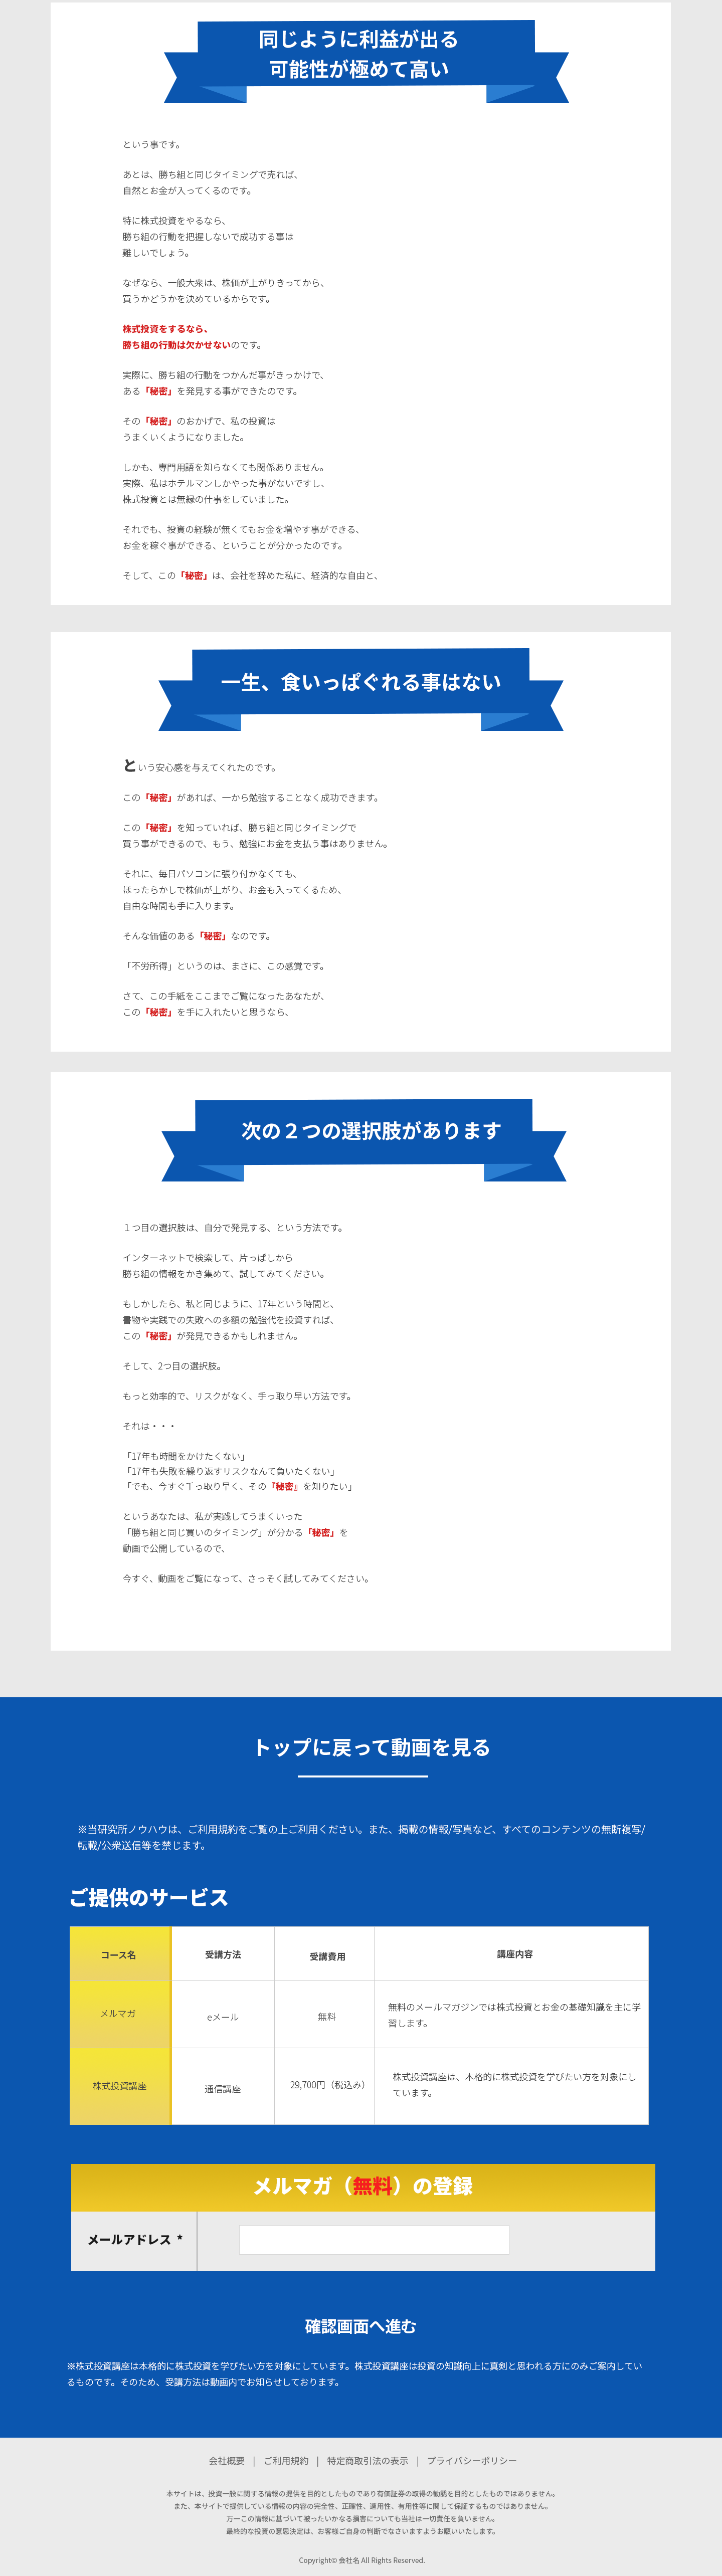 同じように利益が出る
可能性が極めて高い
という事です。
あとは、勝ち組と同じタイミングで売れば、
自然とお金が入ってくるのです。
特に株式投資をやるなら、
勝ち組の行動を把握しないで成功する事は
難しいでしょう。
なぜなら、一般大衆は、株価が上がりきってから、
買うかどうかを決めているからです。
株式投資をするなら、
勝ち組の行動は欠かせないのです。
実際に、勝ち組の行動をつかんだ事がきっかけで、
ある「秘密」を発見する事ができたのです。
その「秘密」のおかげで、私の投資は
うまくいくようになりました。
しかも、専門用語を知らなくても関係ありません。
実際、私はホテルマンしかやった事がないですし、
株式投資とは無縁の仕事をしていました。
それでも、投資の経験が無くてもお金を増やす事ができる、
お金を稼ぐ事ができる、ということが分かったのです。
そして、この「秘密」は、会社を辞めた私に、経済的な自由と、
一生、食いっぱぐれる事はない
という安心感を与えてくれたのです。
この「秘密」があれば、一から勉強することなく成功できます。
この「秘密」を知っていれば、勝ち組と同じタイミングで
買う事ができるので、もう、勉強にお金を支払う事はありません。
それに、毎日パソコンに張り付かなくても、
ほったらかしで株価が上がり、お金も入ってくるため、
自由な時間も手に入ります。
そんな価値のある「秘密」なのです。
「不労所得」というのは、まさに、この感覚です。
さて、この手紙をここまでご覧になったあなたが、
この「秘密」を手に入れたいと思うなら、
次の２つの選択肢があります
１つ目の選択肢は、自分で発見する、という方法です。
インターネットで検索して、片っぱしから
勝ち組の情報をかき集めて、試してみてください。
もしかしたら、私と同じように、17年という時間と、
書物や実践での失敗への多額の勉強代を投資すれば、
この「秘密」が発見できるかもしれません。
そして、2つ目の選択肢。
もっと効率的で、リスクがなく、手っ取り早い方法です。
それは・・・
「17年も時間をかけたくない」
「17年も失敗を繰り返すリスクなんて負いたくない」
「でも、今すぐ手っ取り早く、その『秘密』を知りたい」
というあなたは、私が実践してうまくいった
「勝ち組と同じ買いのタイミング」が分かる「秘密」を
動画で公開しているので、
今すぐ、動画をご覧になって、さっそく試してみてください。
トップに戻って動画を見る
※当研究所ノウハウは、ご利用規約をご覧の上ご利用ください。また、掲載の情報/写真など、すべてのコンテンツの無断複写/
転載/公衆送信等を禁じます。
ご提供のサービス
コース名 受講方法 受講費用 講座内容
メルマガ eメール 無料 無料のメールマガジンでは株式投資とお金の基礎知識を主に学
習します。
株式投資講座 通信講座 29,700円（税込み） 株式投資講座は、本格的に株式投資を学びたい方を対象にし
ています。
メルマガ（無料）の登録
メールアドレス *
確認画面へ進む
※株式投資講座は本格的に株式投資を学びたい方を対象にしています。株式投資講座は投資の知識向上に真剣と思われる方にのみご案内してい
るものです。そのため、受講方法は動画内でお知らせしております。
会社概要 ｜ ご利用規約 ｜ 特定商取引法の表示 ｜ プライバシーポリシー
本サイトは、投資一般に関する情報の提供を目的としたものであり有価証券の取得の勧誘を目的としたものではありません。
また、本サイトで提供している情報の内容の完全性、正確性、適用性、有用性等に関して保証するものではありません。
万一この情報に基づいて被ったいかなる損害についても当社は一切責任を負いません。
最終的な投資の意思決定は、お客様ご自身の判断でなさいますようお願いいたします。
Copyright© 会社名 All Rights Reserved.